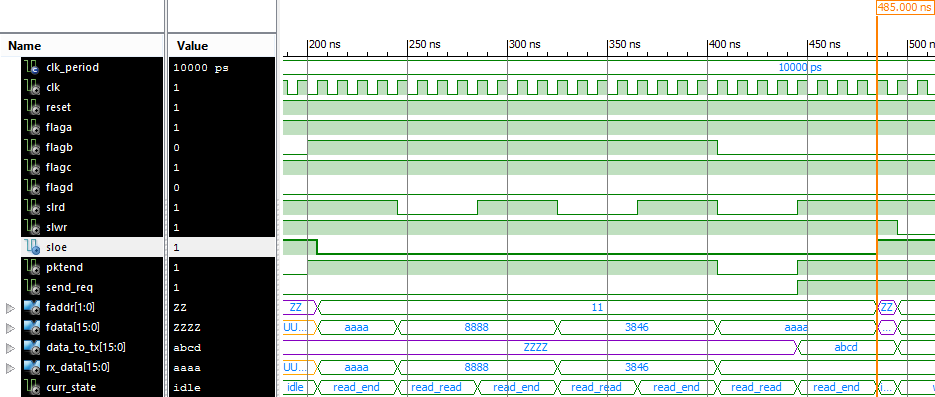 485.000 ns
Name Value 200 ns 250 ns 300 ns 350 ns 400 ns 450 ns 500 n
clk_period 10000 ps 10000 ps
clk 1
reset 1
flaga 1
flagb 0
flagc 1
flagd 0
slrd 1
slwr 1
sloe 1
pktend 1
send_req 1
faddr[1:0] ZZ ZZ 11 ZZ
fdata[15:0] ZZZZ UU... aaaa 8888 3846 aaaa ...
data_to_tx[15:0] abcd ZZZZ abcd
rx_data[15:0] aaaa UU... aaaa 8888 3846
curr_state idle idle read_end read_read read_end read_read read_end read_read read_end